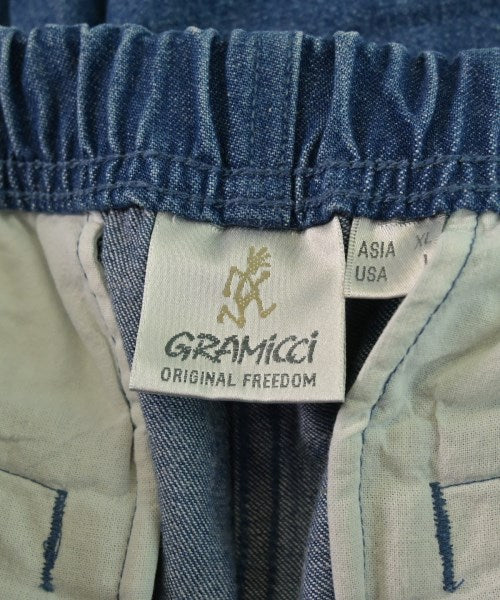 GRAMiCCi
ORIGINAL FREEDOM
ASIA XL
USA